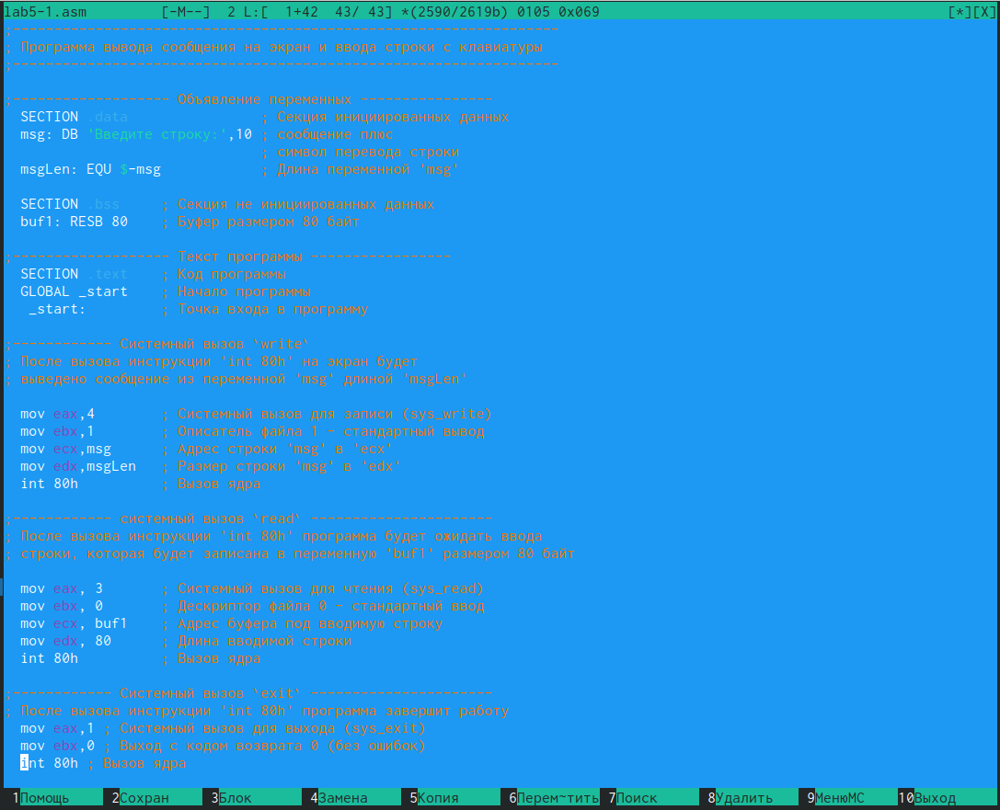 lab5-1.asm [-M--] 2 L:[ 1+42 43/ 43] *(2590/2619b) 0105 0x069 [*][X]
;------------------------------------------------------------------
; Программа вывода сообщения на экран и ввода строки с клавиатуры
;------------------------------------------------------------------
;------------------- Объявление переменных ----------------
SECTION .data ; Секция инициированных данных
msg: DB 'Введите строку:',10 ; сообщение плюс
; символ перевода строки
msgLen: EQU $-msg ; Длина переменной 'msg'
SECTION .bss ; Секция не инициированных данных
buf1: RESB 80 ; Буфер размером 80 байт
;------------------- Текст программы -----------------
SECTION .text ; Код программы
GLOBAL _start ; Начало программы
_start: ; Точка входа в программу
;------------ Системный вызов `write`
; После вызова инструкции 'int 80h' на экран будет
; выведено сообщение из переменной 'msg' длиной 'msgLen'
mov eax,4 ; Системный вызов для записи (sys_write)
mov ebx,1 ; Описатель файла 1 - стандартный вывод
mov ecx,msg ; Адрес строки 'msg' в 'ecx'
mov edx,msgLen ; Размер строки 'msg' в 'edx'
int 80h ; Вызов ядра
;------------ системный вызов `read` ----------------------
; После вызова инструкции 'int 80h' программа будет ожидать ввода
; строки, которая будет записана в переменную 'buf1' размером 80 байт
mov eax, 3 ; Системный вызов для чтения (sys_read)
mov ebx, 0 ; Дескриптор файла 0 - стандартный ввод
mov ecx, buf1 ; Адрес буфера под вводимую строку
mov edx, 80 ; Длина вводимой строки
int 80h ; Вызов ядра
;------------ Системный вызов `exit` ----------------------
; После вызова инструкции 'int 80h' программа завершит работу
mov eax,1 ; Системный вызов для выхода (sys_exit)
mov ebx,0 ; Выход с кодом возврата 0 (без ошибок)
int 80h ; Вызов ядра
1Помощь 2Сохран 3Блок 4Замена 5Копия 6Перем~тить 7Поиск 8Удалить 9МенюMC 10Выход